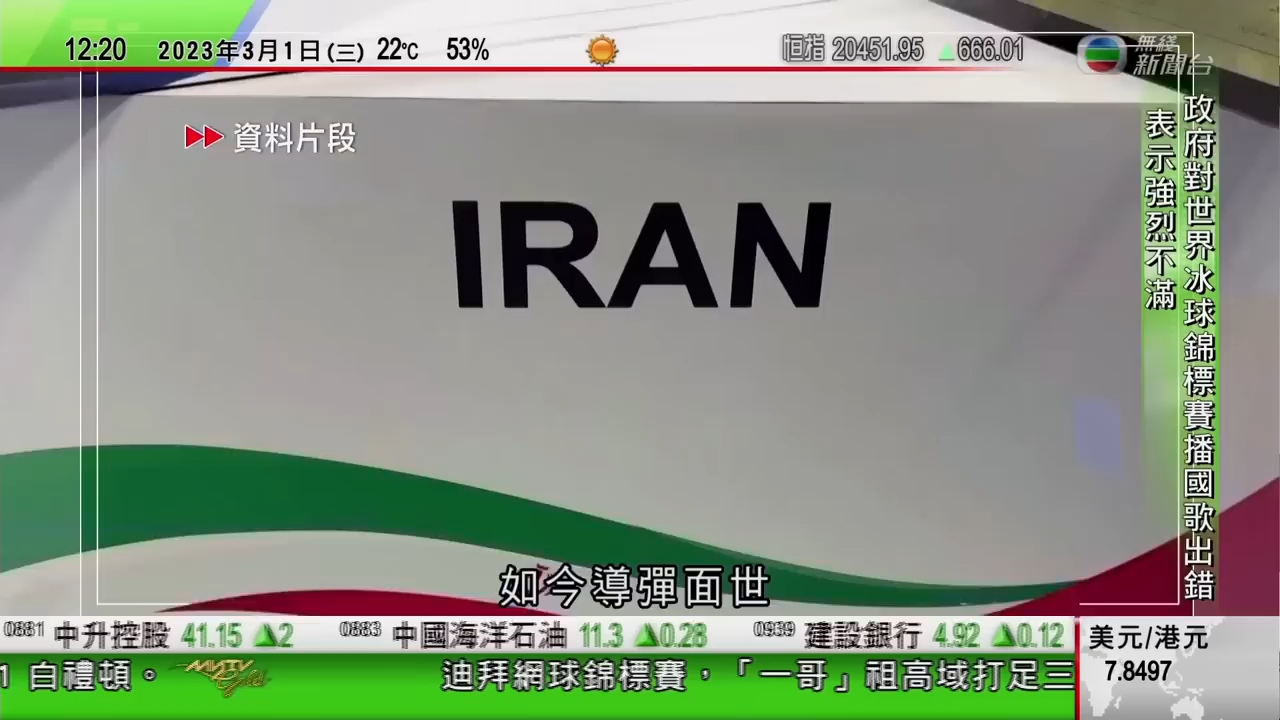 12:20 2023年3月1日(三) 22℃ 53% 恒指 20451.95 ▲666.01
無綫
新聞台
資料片段
IRAN
政府對世界冰球錦標賽播國歌出錯
表示強烈不滿
如今導彈面世
0881 中升控股 41.15 ▲2 0883 中國海洋石油 11.3 ▲0.28 0939 建設銀行 4.92 ▲0.12
美元/港元
7.8497
1 白禮頓。 迪拜網球錦標賽，「一哥」祖高域打足三